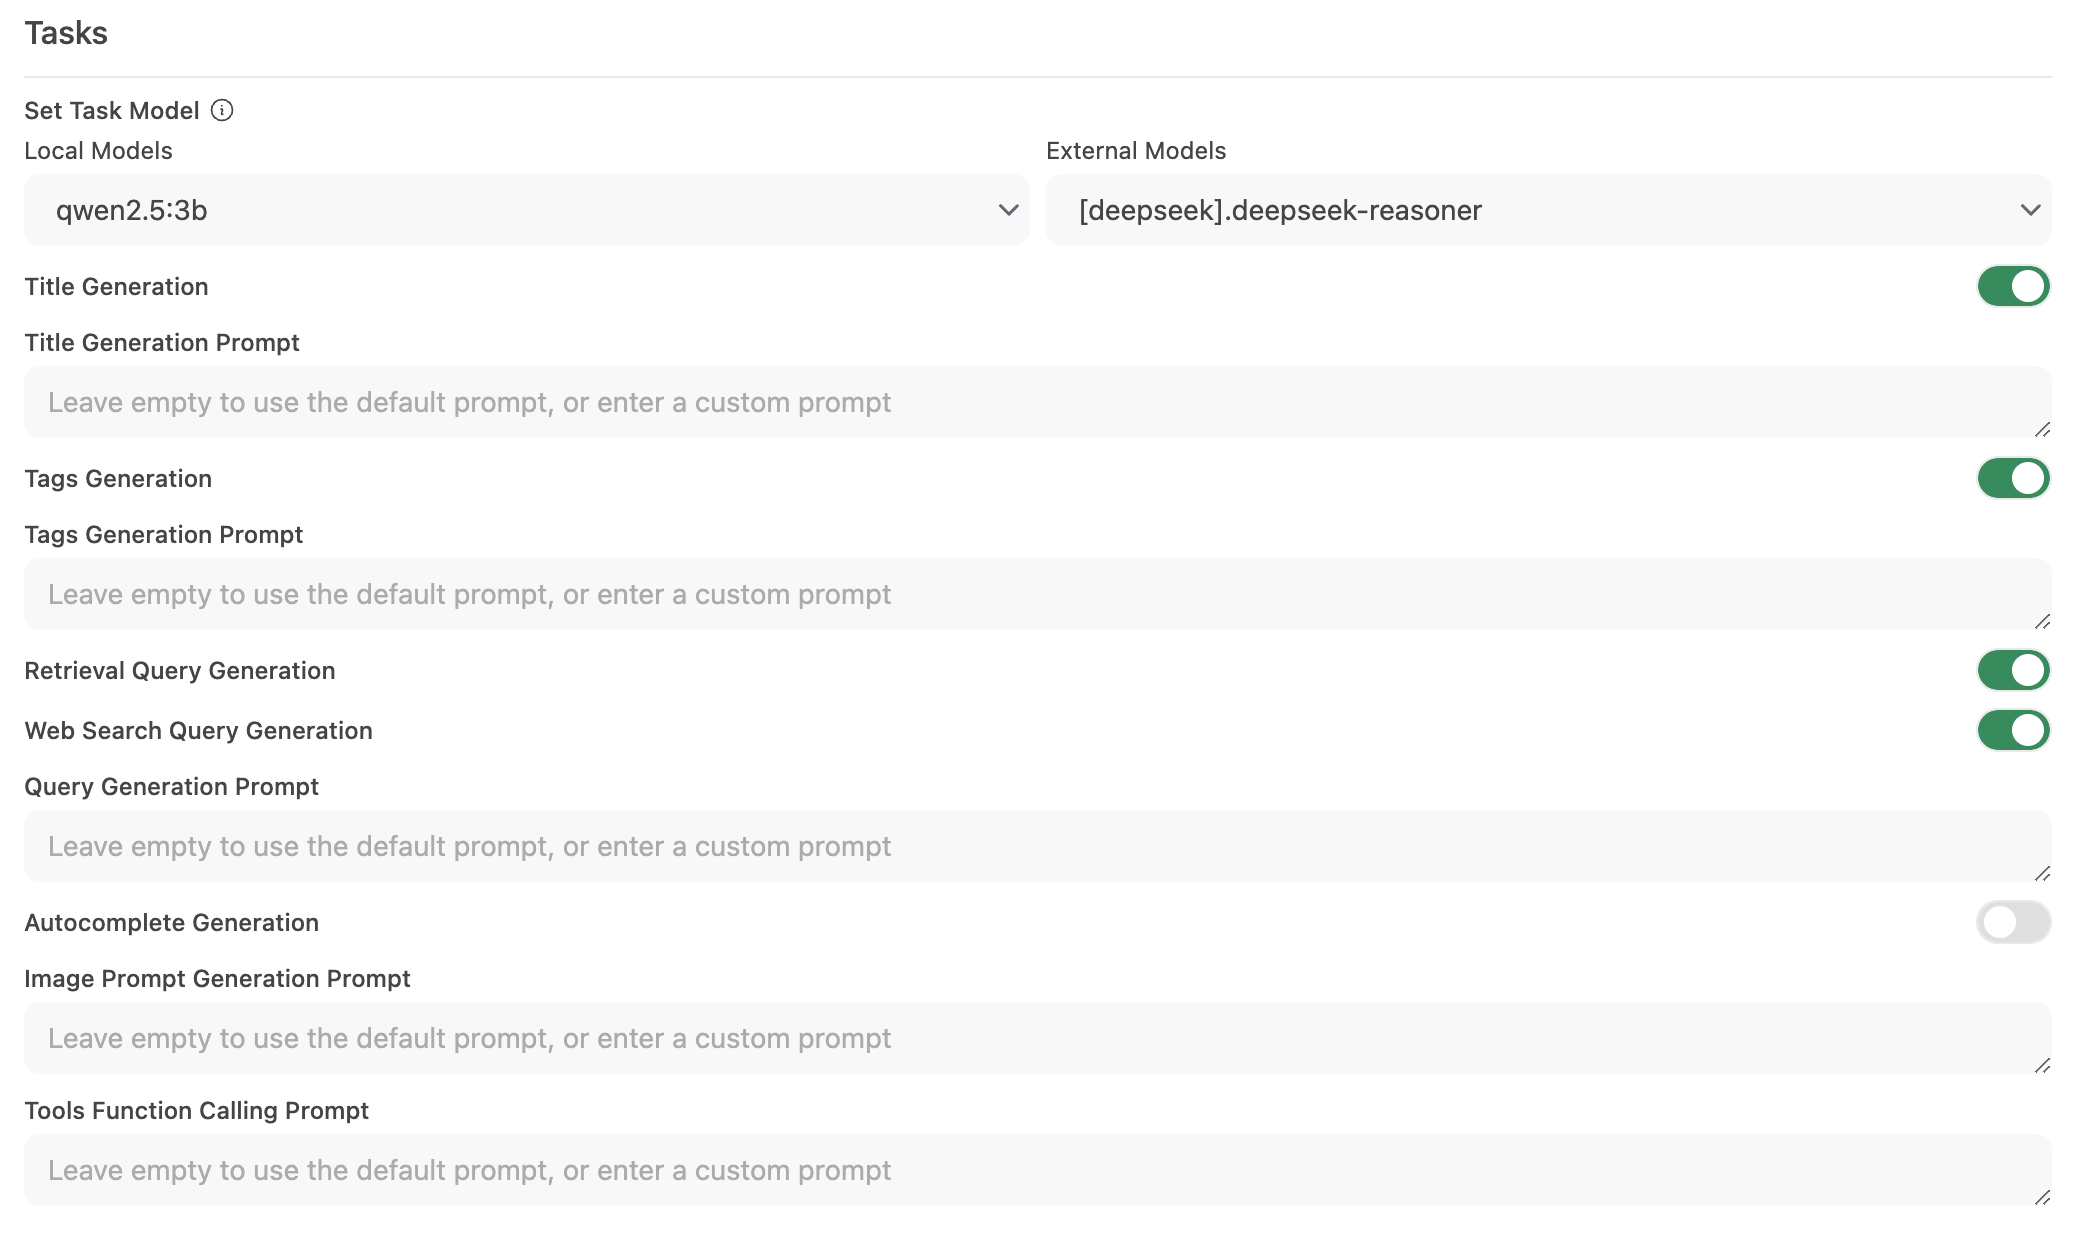 Tasks
Set Task Model
Local Models
External Models
qwen2.5:3b
[deepseek].deepseek-reasoner
Title Generation
Title Generation Prompt
Leave empty to use the default prompt, or enter a custom prompt
Tags Generation
Tags Generation Prompt
Leave empty to use the default prompt, or enter a custom prompt
Retrieval Query Generation
Web Search Query Generation
Query Generation Prompt
Leave empty to use the default prompt, or enter a custom prompt
Autocomplete Generation
Image Prompt Generation Prompt
Leave empty to use the default prompt, or enter a custom prompt
Tools Function Calling Prompt
Leave empty to use the default prompt, or enter a custom prompt